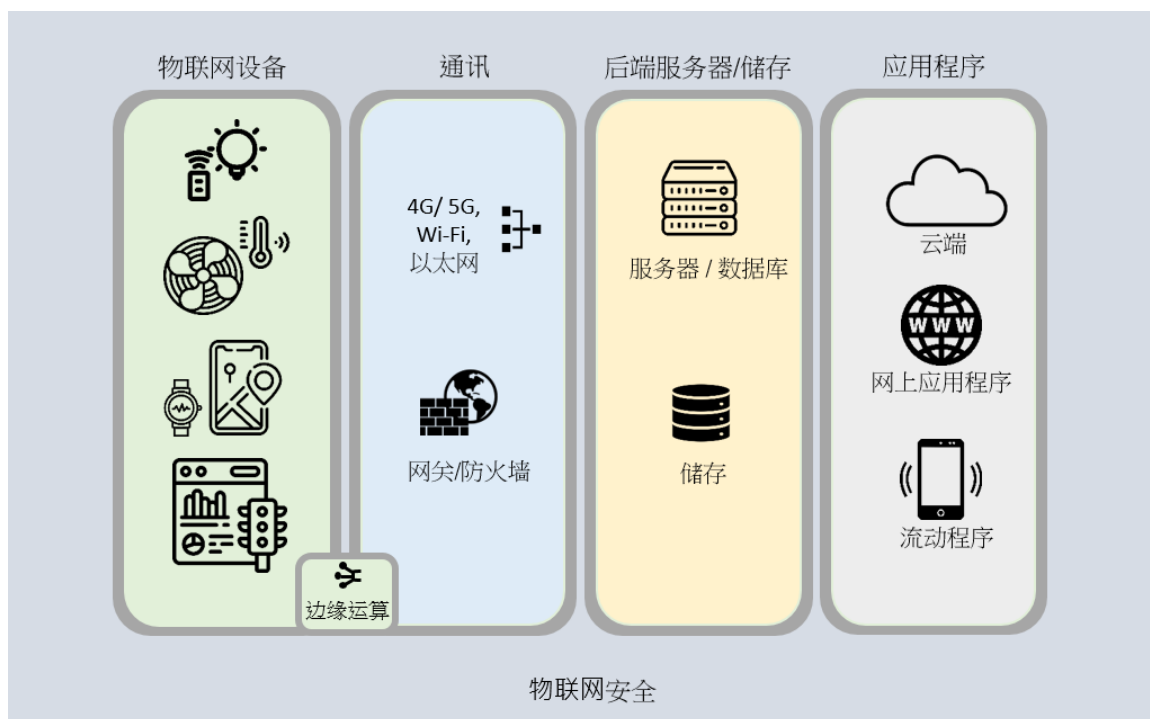 物联网设备
通讯
后端服务器/储存
应用程序
4G/ 5G,
Wi-Fi,
以太网
网关/防火墙
边缘运算
服务器 / 数据库
储存
云端
WWW
网上应用程序
流动程序
物联网安全